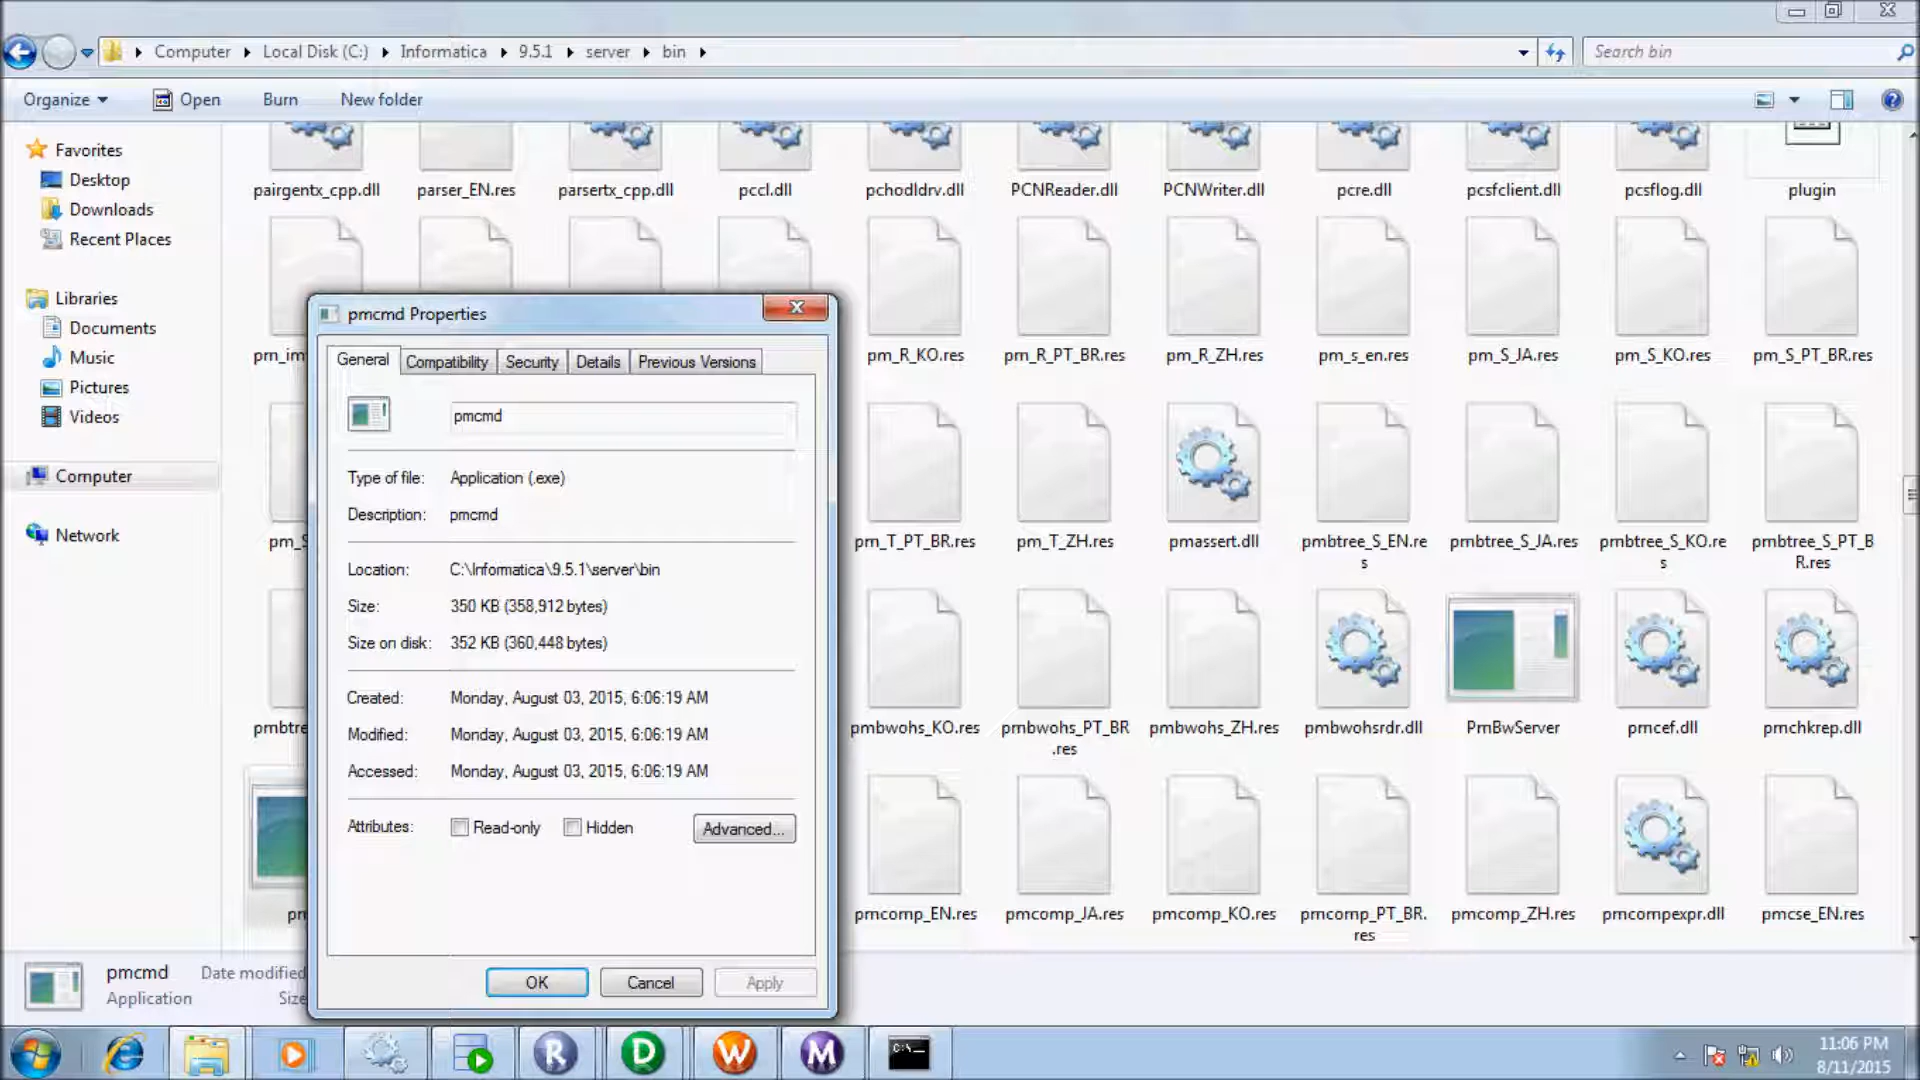 Computer Local Disk (C:) Informatica 9.5.1 server bin
Search bin
Organize Open Burn New folder
Favorites
Desktop
Downloads
Recent Places
Libraries
Documents
Music
Pictures
Videos
Computer
Network
pairgentx_cpp.dll parser_EN.res parsertx_cpp.dll pccl.dll pchodldrv.dll PCNReader.dll PCNWriter.dll pcre.dll pcsfclient.dll pcsflog.dll plugin
pm_im pm_R_KO.res pm_R_PT_BR.res pm_R_ZH.res pm_s_en.res pm_S_JA.res pm_S_KO.res pm_S_PT_BR.res
pm_S pm_T_PT_BR.res pm_T_ZH.res pmassert.dll pmbtree_S_EN.re pmbtree_S_JA.res pmbtree_S_KO.re pmbtree_S_PT_B
s s R.res
pmbtree pmbwohs_KO.res pmbwohs_PT_BR pmbwohs_ZH.res pmbwohsrdr.dll PmBwServer pmcef.dll pmchkrep.dll
.res
pm pmcomp_EN.res pmcomp_JA.res pmcomp_KO.res pmcomp_PT_BR. pmcomp_ZH.res pmcompexpr.dll pmcse_EN.res
res
pmcmd Properties
General Compatibility Security Details Previous Versions
pmcmd
Type of file: Application (.exe)
Description: pmcmd
Location: C:\Informatica\9.5.1\server\bin
Size: 350 KB (358,912 bytes)
Size on disk: 352 KB (360,448 bytes)
Created: Monday, August 03, 2015, 6:06:19 AM
Modified: Monday, August 03, 2015, 6:06:19 AM
Accessed: Monday, August 03, 2015, 6:06:19 AM
Attributes: Read-only Hidden Advanced...
OK Cancel Apply
pmcmd Date modified
Application Size
R D W M C:\
11:06 PM
8/11/2015